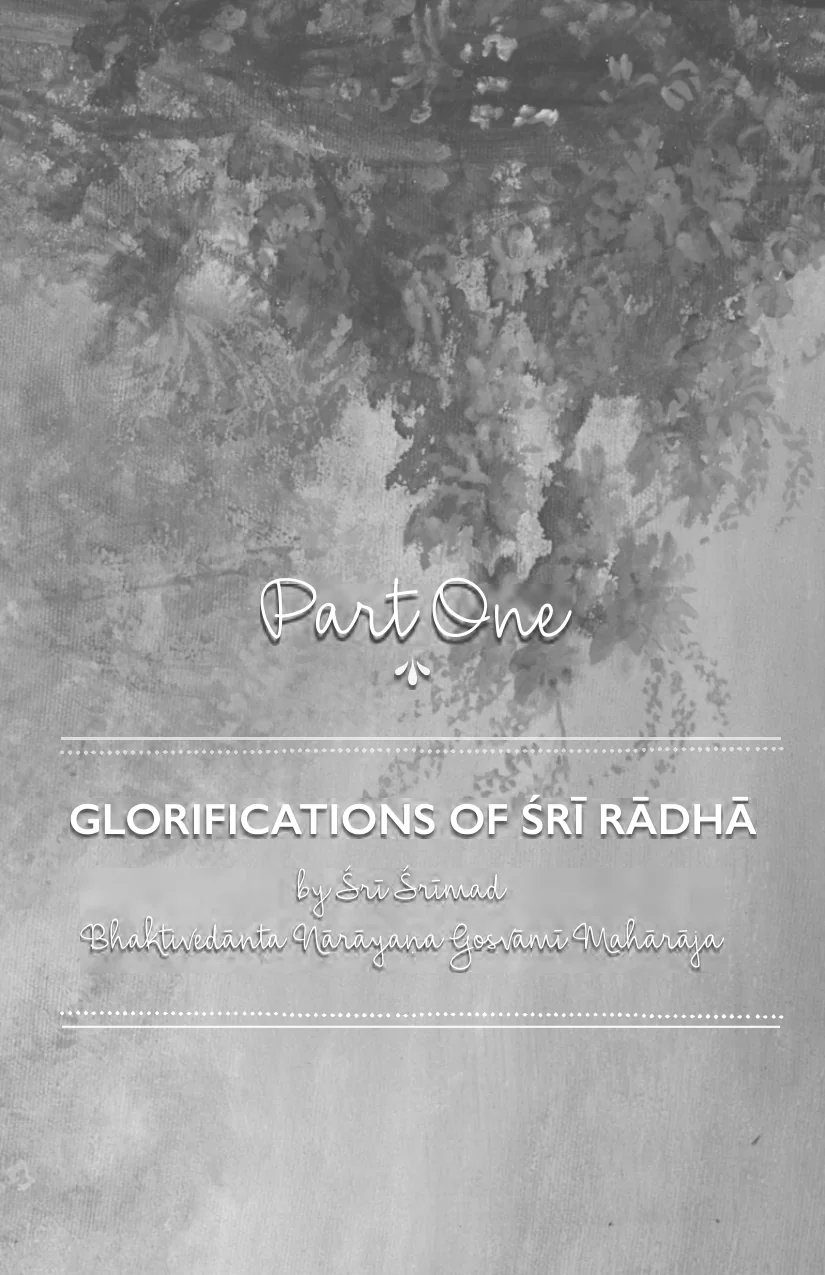 Part One
GLORIFICATIONS OF ŚRĪ RĀDHĀ
by Śrī Śrīmad
Bhaktivedānta Nārāyaṇa Gosvāmī Mahārāja